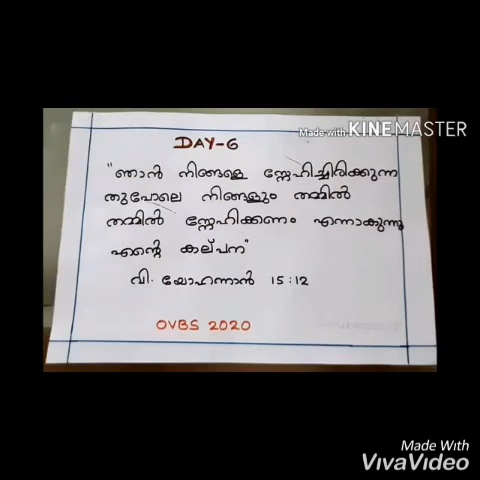 Made with KINEMASTER
DAY-6
"ഞാൻ നിങ്ങളെ സ്നേഹിച്ചിരിക്കുന്ന
തുപോലെ നിങ്ങളും തമ്മിൽ
തമ്മിൽ സ്നേഹിക്കണം എന്നാകുന്നു
എന്റെ കല്പന"
വി. യോഹന്നാൻ 15:12
OVBS 2020
Made With
VivaVideo